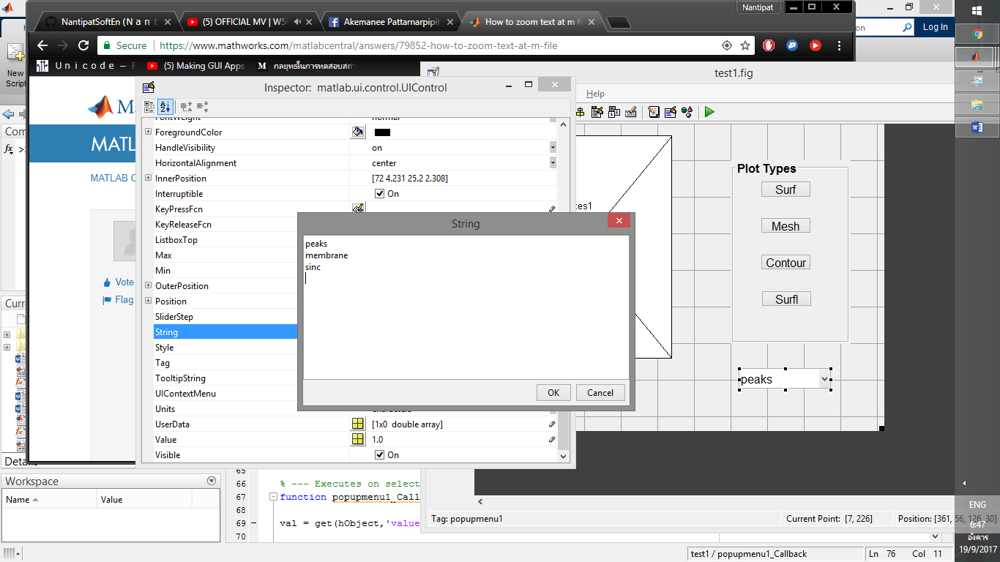 NantipatSoftEn (N a n t
(5) OFFICIAL MV | W50
Akemanee Pattarnarpipit
How to zoom text at m fil
Nantipat
Log In
Secure
https://www.mathworks.com/matlabcentral/answers/79852-how-to-zoom-text-at-m-file
New
Script
U n i c o d e – F
(5) Making GUI Apps
กลยุทธ์ในการทดสอบสถา
test1.fig
Inspector: matlab.ui.control.UIControl
Help
Com
fx >
MATL
MATLAB C
Vote
Flag
Curre
Details
FontWeight normal
ForegroundColor
HandleVisibility on
HorizontalAlignment center
InnerPosition [72 4.231 25.2 2.308]
Interruptible On
KeyPressFcn
KeyReleaseFcn
ListboxTop
Max
Min
OuterPosition
Position
SliderStep
String
Style
Tag
TooltipString
UIContextMenu
Units characters
UserData [1x0 double array]
Value 1.0
Visible On
String
peaks
membrane
sinc
OK Cancel
Plot Types
Surf
Mesh
Contour
Surfl
peaks
Workspace
Name Value
65
66 % --- Executes on select
67 function popupmenu1_Call
68
69 – val = get(hObject,'value
70
Tag: popupmenu1
Current Point: [7, 226]
Position: [361, 56, 126, 30]
test1 / popupmenu1_Callback
Ln 76 Col 11
ENG
6:47
อังคาร
19/9/2017